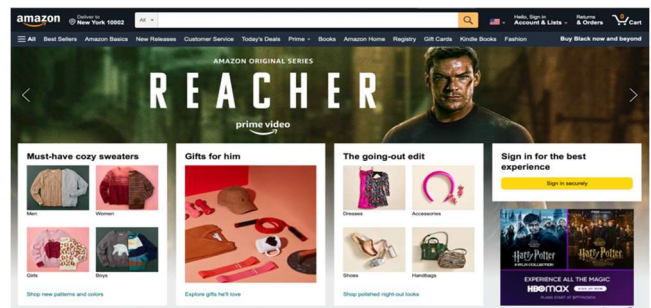 amazon
Deliver to
New York 10002
All
Hello, Sign in
Account & Lists
Returns
& Orders
Cart
All Best Sellers Amazon Basics New Releases Customer Service Today's Deals Prime Books Amazon Home Registry Gift Cards Kindle Books Fashion Buy Black now and beyond
AMAZON ORIGINAL SERIES
REACHER
prime video
Must-have cozy sweaters
Men Women
Girls Boys
Shop new patterns and colors
Gifts for him
Explore gifts he'll love
The going-out edit
Dresses Accessories
Shoes Handbags
Shop polished night-out looks
Sign in for the best
experience
Sign in securely
Harry Potter
Harry Potter
EXPERIENCE ALL THE MAGIC
HBOMAX